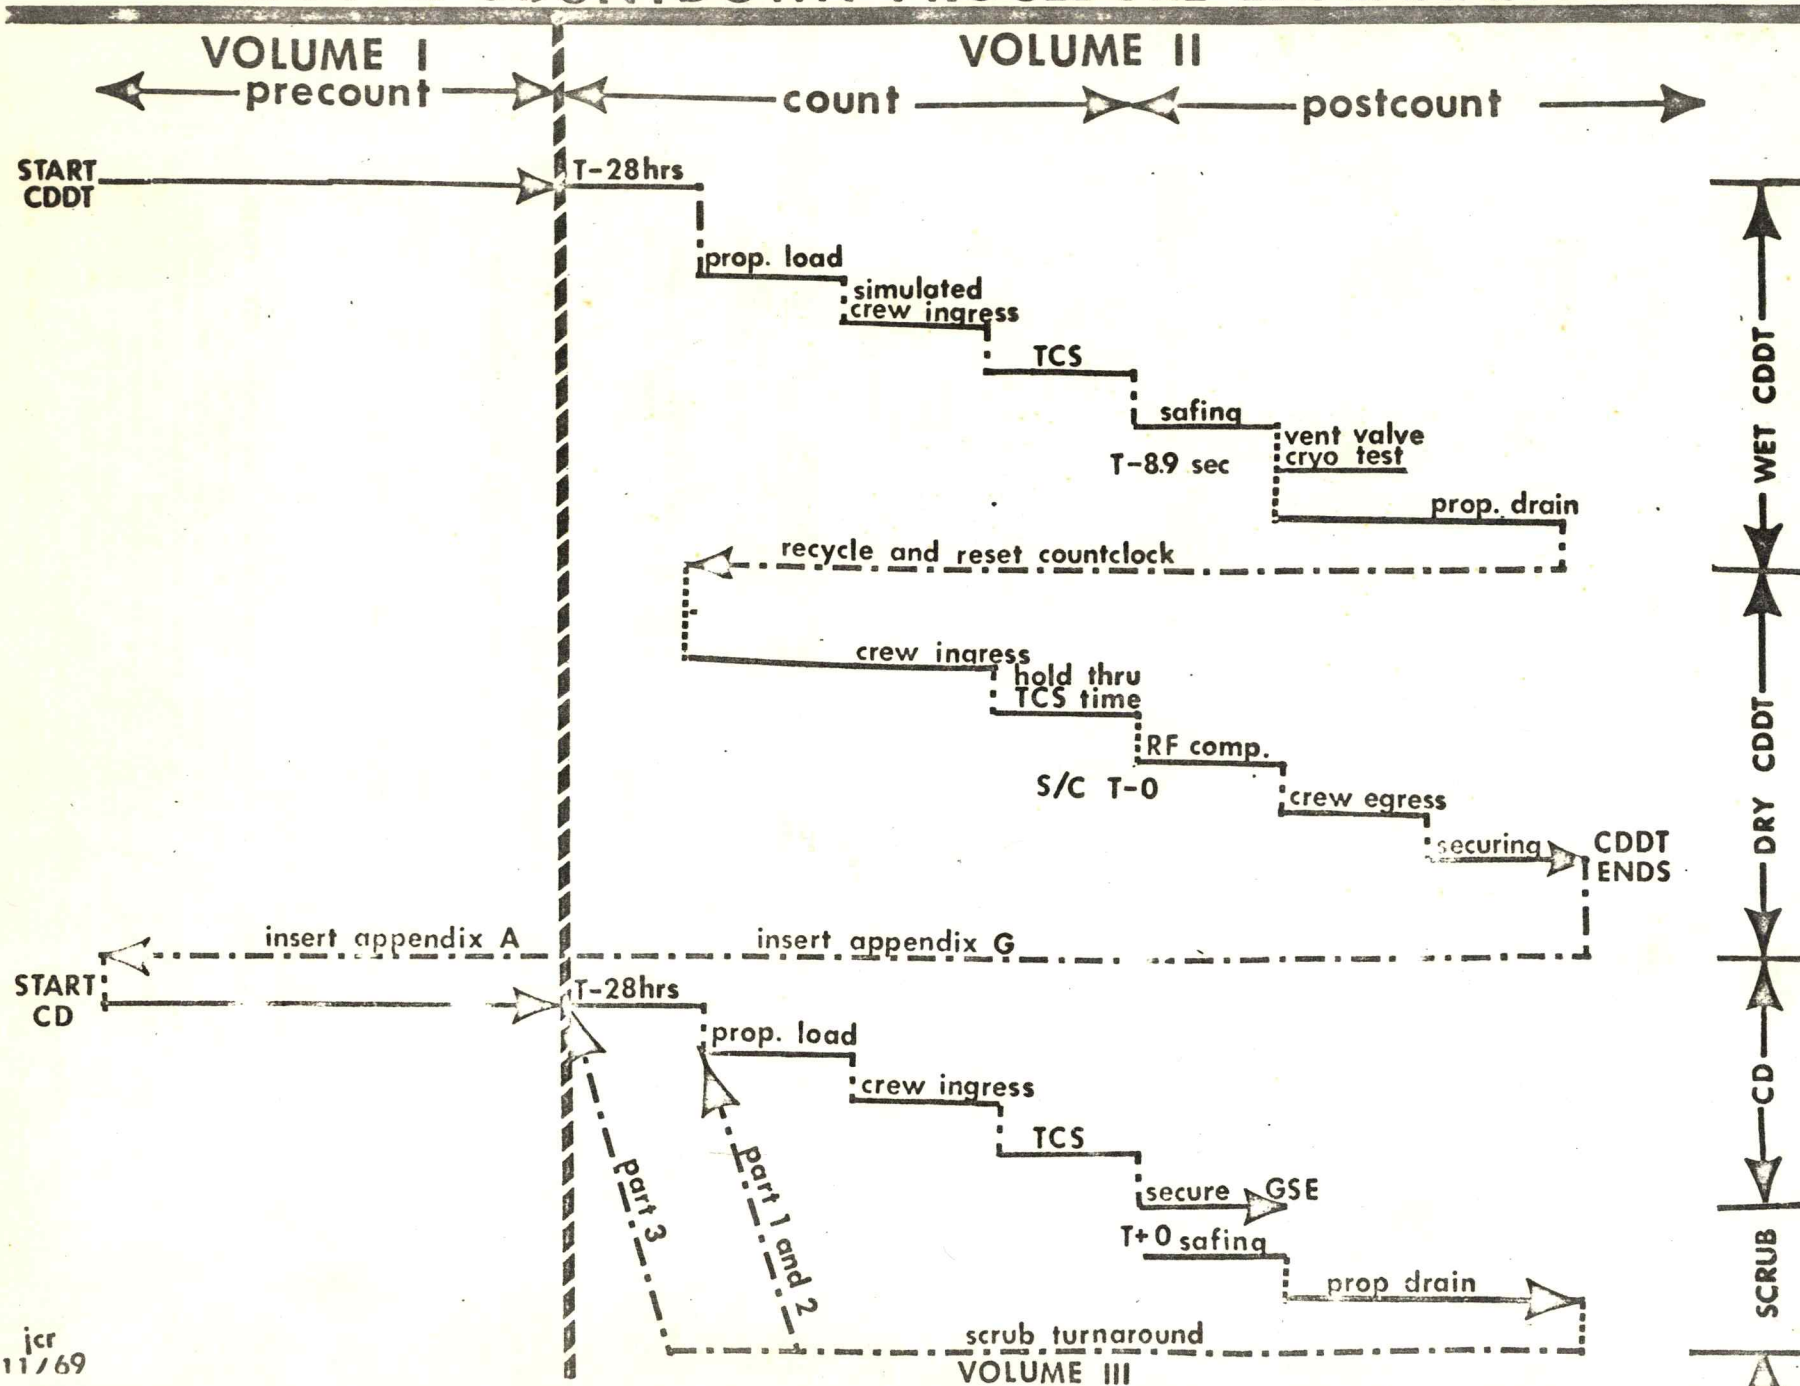 VOLUME I
VOLUME II
precount
count
postcount
START
CDDT
T-28hrs
prop. load
simulated
crew ingress
TCS
safing
T-8.9 sec
vent valve
cryo test
prop. drain
WET CDDT
recycle and reset countclock
crew ingress
hold thru
TCS time
RF comp.
S/C T-0
crew egress
securing
CDDT
ENDS
DRY CDDT
insert appendix A
insert appendix G
START
CD
T-28hrs
prop. load
crew ingress
TCS
secure GSE
CD
T+0 safing
prop drain
part 3
part 1 and 2
scrub turnaround
VOLUME III
SCRUB
jcr
11/69